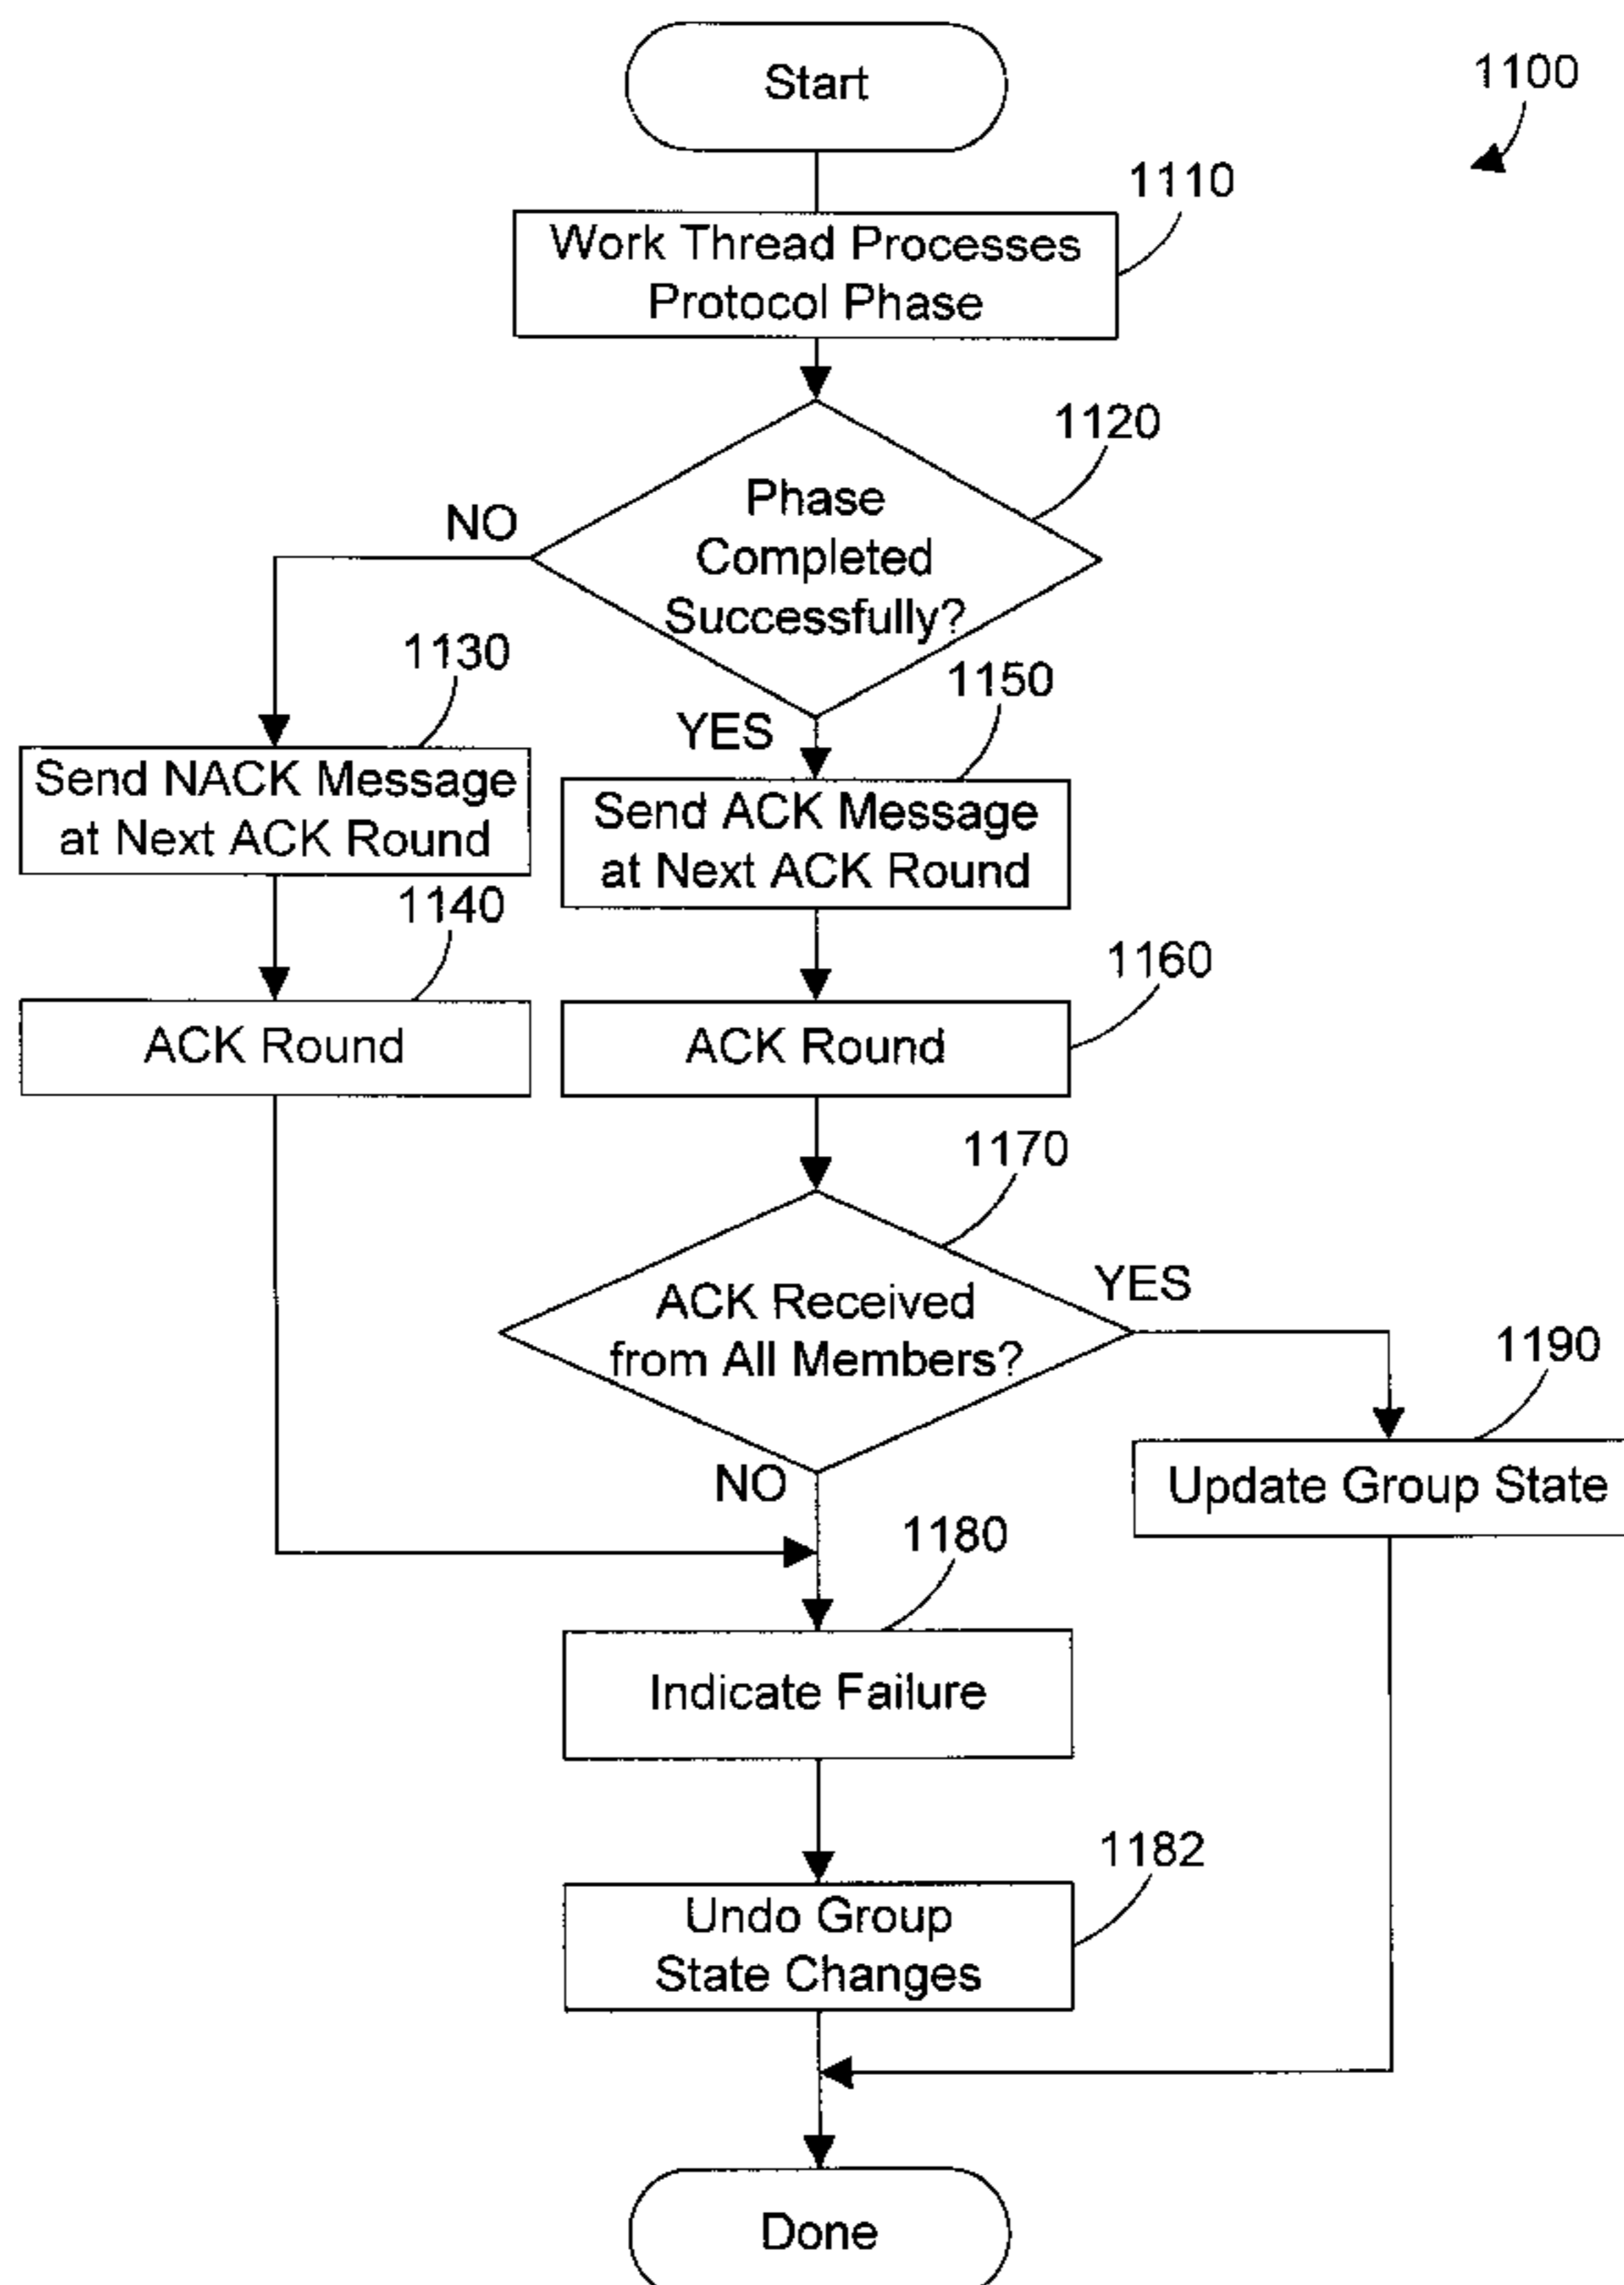 Start
1100
1110
Work Thread Processes
Protocol Phase
1120
Phase
Completed
Successfully?
NO
1130
1150
YES
Send NACK Message
at Next ACK Round
Send ACK Message
at Next ACK Round
1140
1160
ACK Round
ACK Round
1170
ACK Received
from All Members?
YES
1190
NO
Update Group State
1180
Indicate Failure
1182
Undo Group
State Changes
Done